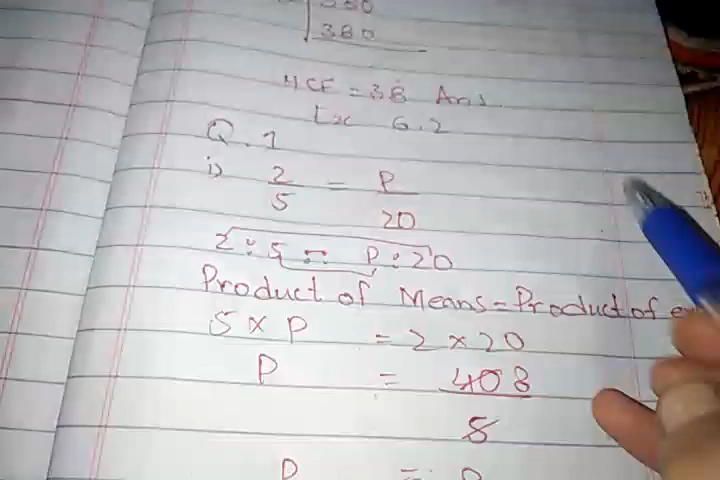 380
HCF = 38 Ans
Ex 6.2
Q.1
i) 2/5 = P/20
2 : 5 :: P : 20
Product of Means = Product of
5 × P = 2 × 20
P = 40 8 / 5
P =